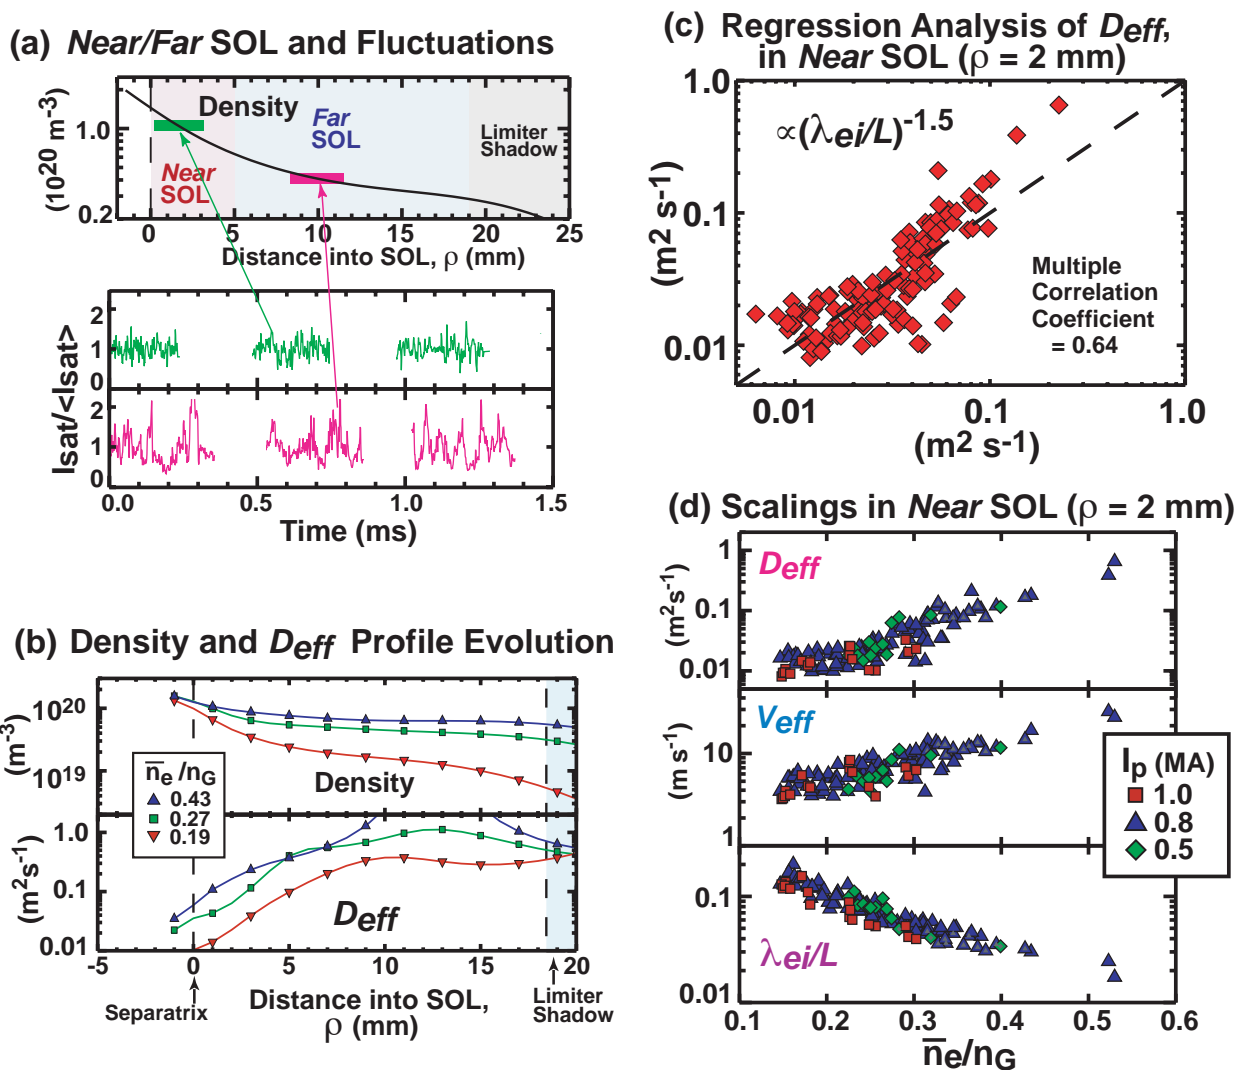 (a) Near/Far SOL and Fluctuations
Density
Far
SOL
Near
SOL
Limiter
Shadow
(10^20 m^-3)
1.0
0.2
0 5 10 15 20 25
Distance into SOL, ρ (mm)
Isat/<Isat>
2
1
0
2
1
0
0.0 0.5 1.0 1.5
Time (ms)
(b) Density and Deff Profile Evolution
(m^-3)
10^20
10^19
n̅e/nG
0.43
0.27
0.19
Density
(m^2s^-1)
1.0
0.1
0.01
Deff
-5 0 5 10 15 20
Separatrix
Distance into SOL,
ρ (mm)
Limiter
Shadow
(c) Regression Analysis of Deff,
in Near SOL (ρ = 2 mm)
∝(λei/L)^-1.5
(m^2 s^-1)
1.0
0.1
0.01
Multiple
Correlation
Coefficient
= 0.64
0.01 0.1 1.0
(m^2 s^-1)
(d) Scalings in Near SOL (ρ = 2 mm)
Deff
(m^2s^-1)
1
0.1
0.01
Veff
(m s^-1)
10
1
λei/L
0.1
0.01
Ip (MA)
1.0
0.8
0.5
0.1 0.2 0.3 0.4 0.5 0.6
n̅e/nG